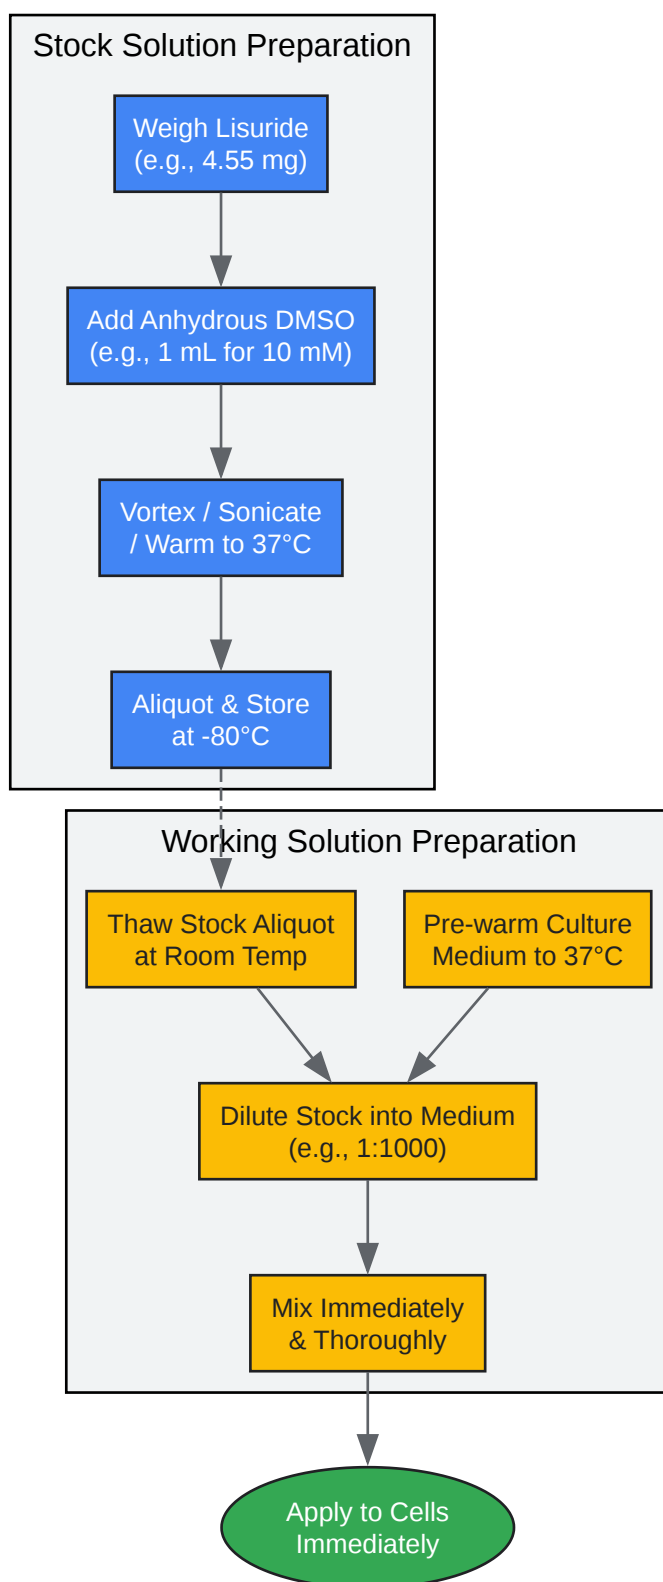 Stock Solution Preparation
Weigh Lisuride
(e.g., 4.55 mg)
Add Anhydrous DMSO
(e.g., 1 mL for 10 mM)
Vortex / Sonicate
/ Warm to 37°C
Aliquot & Store
at -80°C
Working Solution Preparation
Thaw Stock Aliquot
at Room Temp
Pre-warm Culture
Medium to 37°C
Dilute Stock into Medium
(e.g., 1:1000)
Mix Immediately
& Thoroughly
Apply to Cells
Immediately